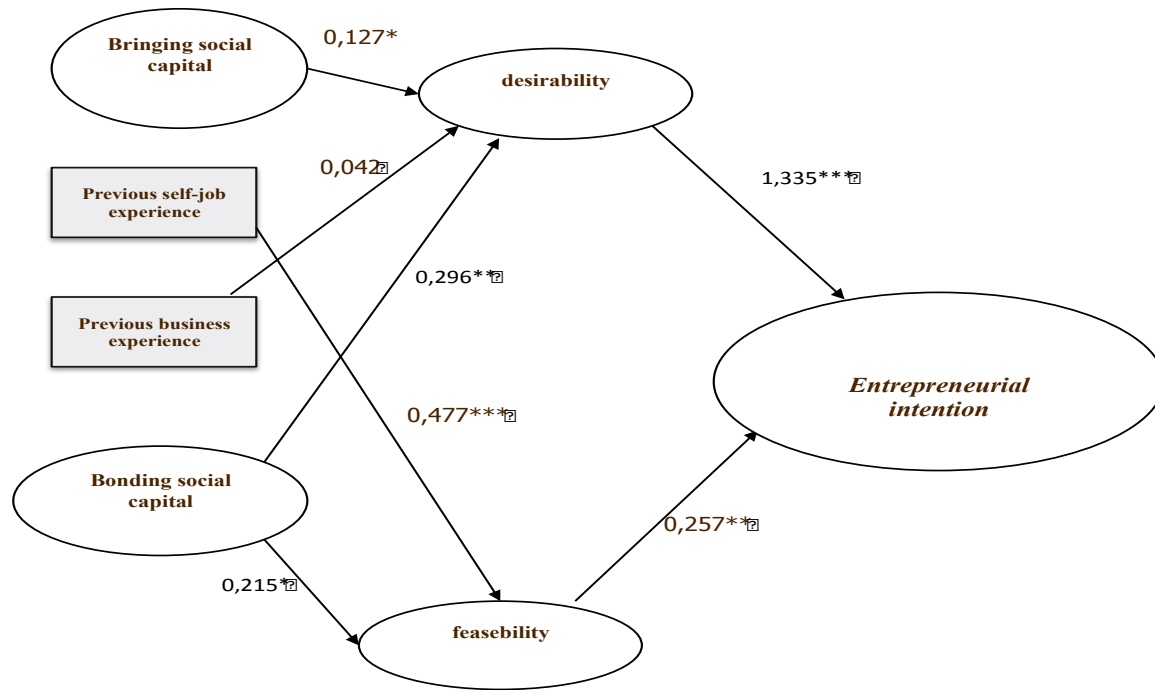 Bringing social
capital
0,127*
desirability
Previous self-job
experience
0,042
1,335***
0,296**
Previous business
experience
Entrepreneurial
intention
0,477***
Bonding social
capital
0,257**
0,215*
feasebility